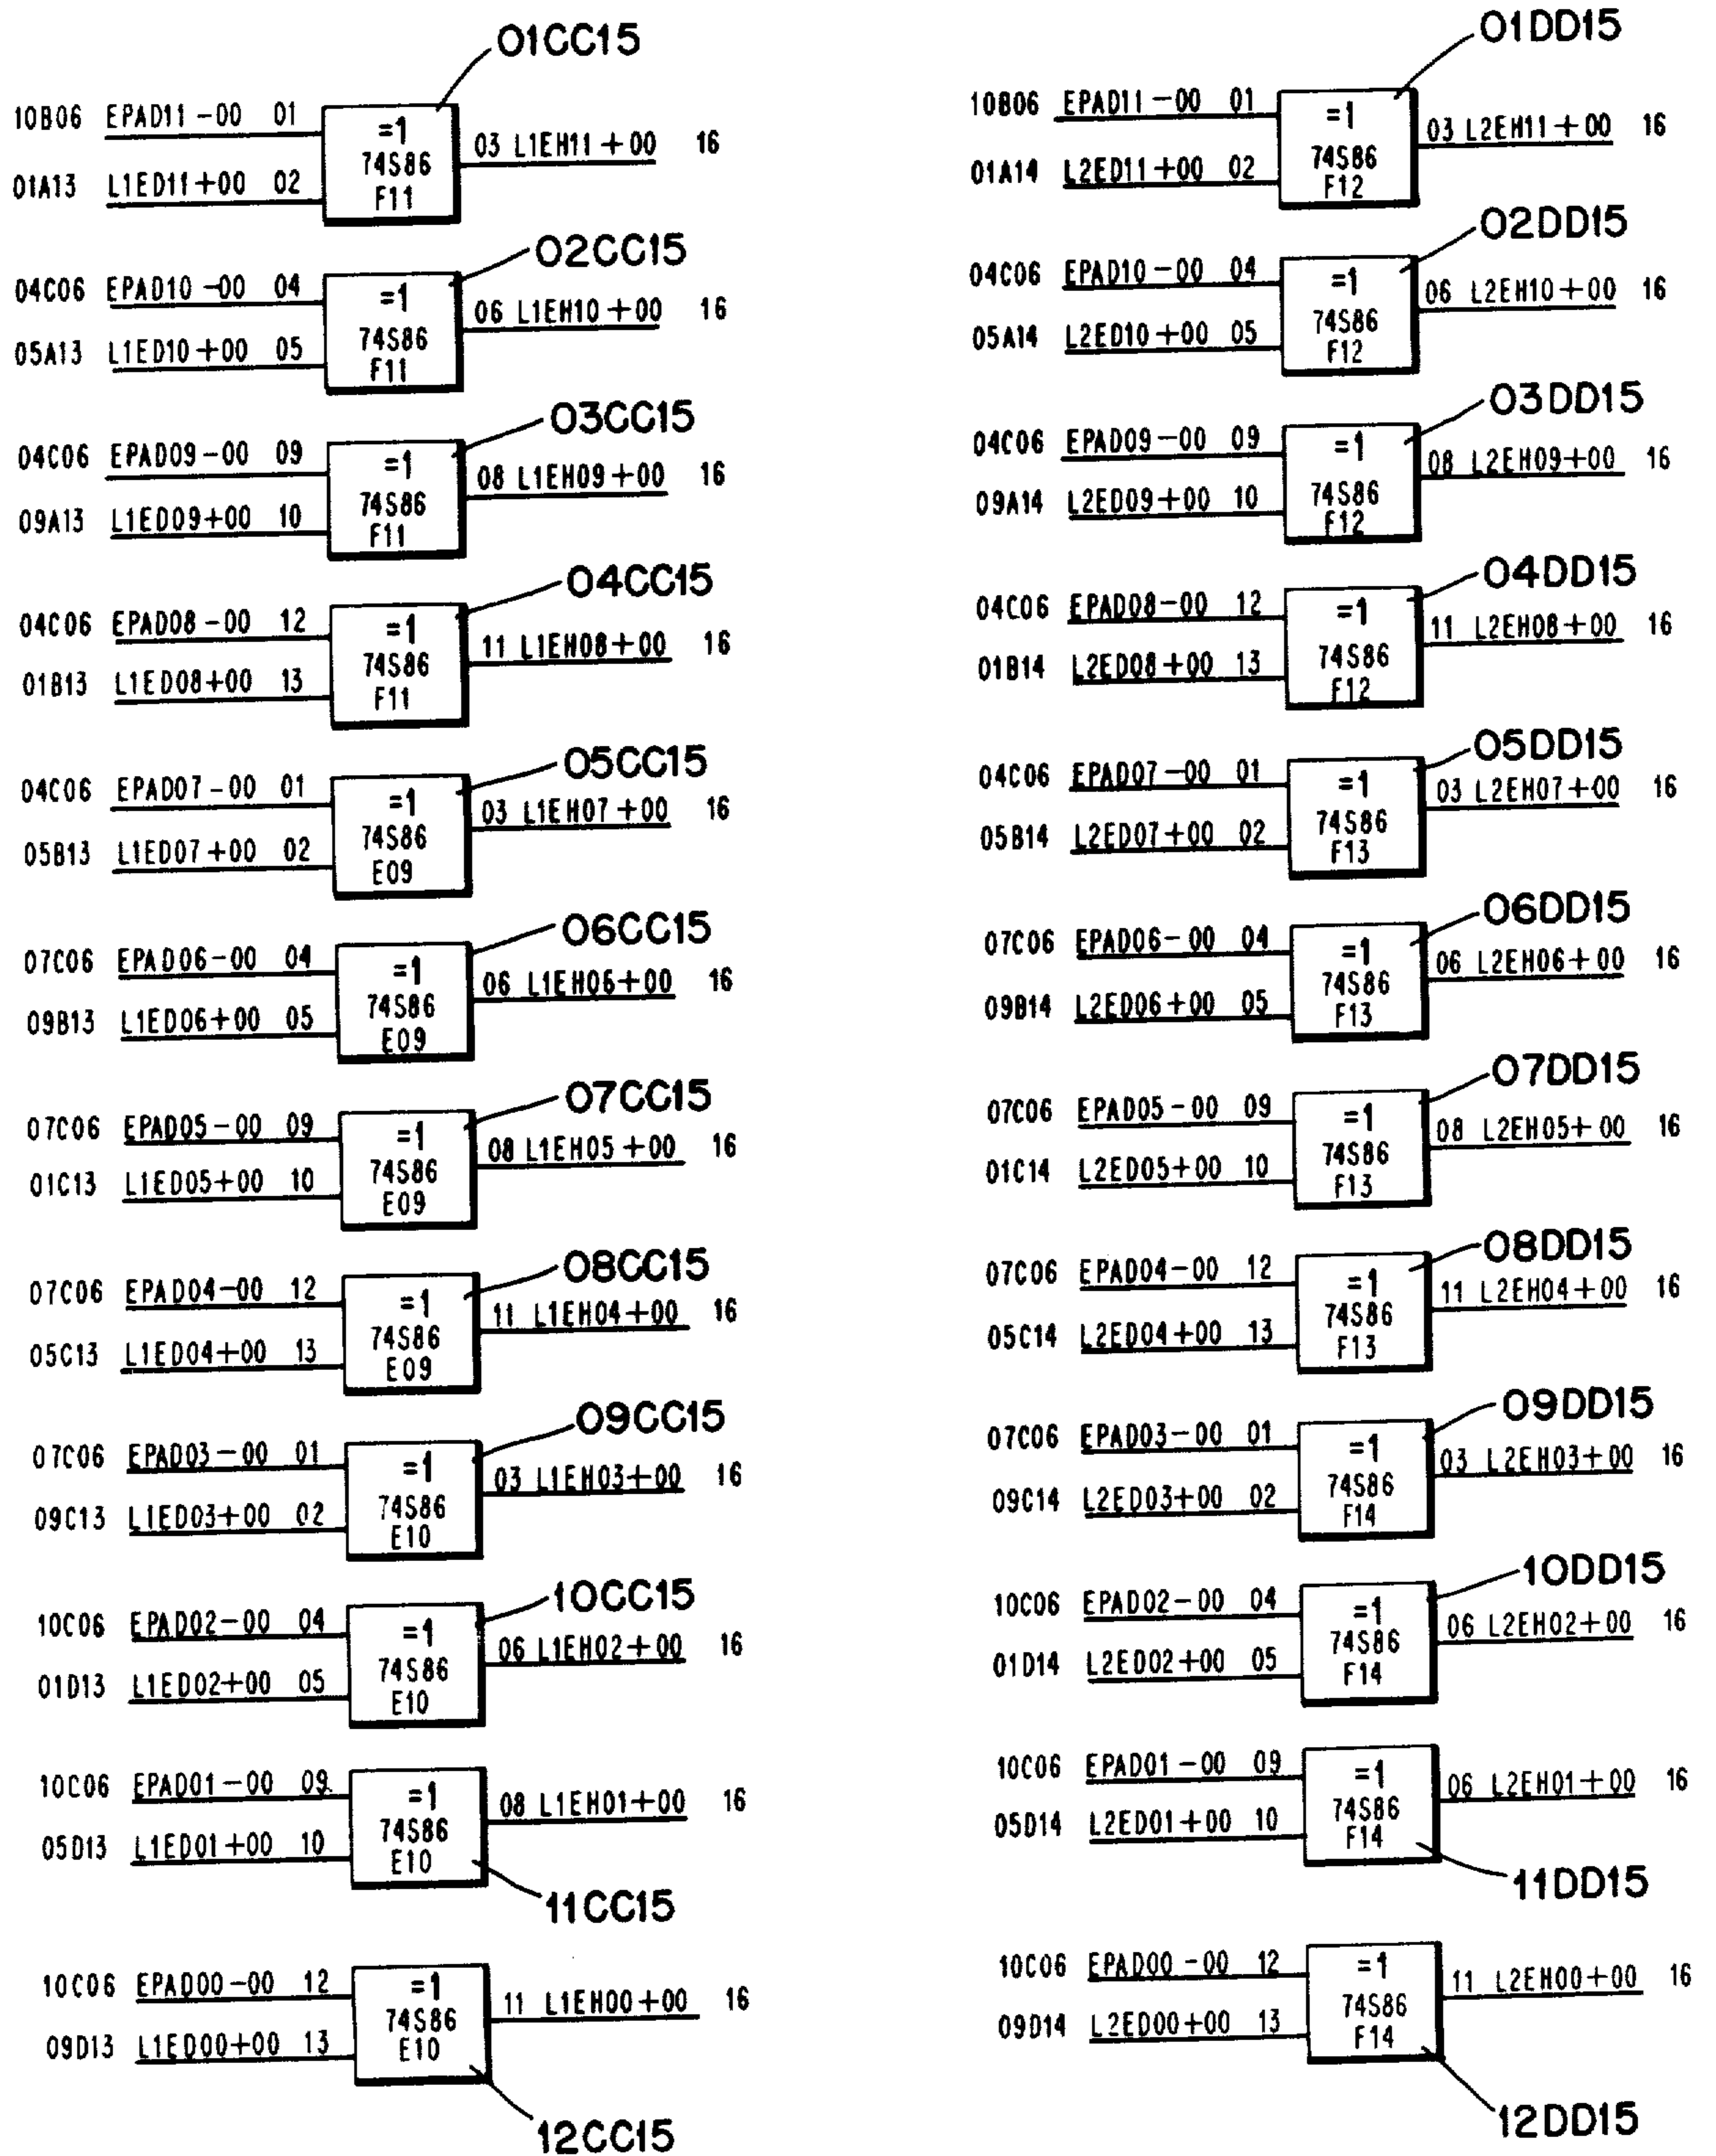 01CC15
10B06 EPAD11-00 01
=1
03 L1EH11+00 16
74S86
01A13 L1ED11+00 02
F11
02CC15
04C06 EPAD10-00 04
=1
06 L1EH10+00 16
74S86
05A13 L1ED10+00 05
F11
03CC15
04C06 EPAD09-00 09
=1
08 L1EH09+00 16
74S86
09A13 L1ED09+00 10
F11
04CC15
04C06 EPAD08-00 12
=1
11 L1EH08+00 16
74S86
01B13 L1ED08+00 13
F11
05CC15
04C06 EPAD07-00 01
=1
03 L1EH07+00 16
74S86
05B13 L1ED07+00 02
E09
06CC15
07C06 EPAD06-00 04
=1
06 L1EH06+00 16
74S86
09B13 L1ED06+00 05
E09
07CC15
07C06 EPAD05-00 09
=1
08 L1EH05+00 16
74S86
01C13 L1ED05+00 10
E09
08CC15
07C06 EPAD04-00 12
=1
11 L1EH04+00 16
74S86
05C13 L1ED04+00 13
E09
09CC15
07C06 EPAD03-00 01
=1
03 L1EH03+00 16
74S86
09C13 L1ED03+00 02
E10
10CC15
10C06 EPAD02-00 04
=1
06 L1EH02+00 16
74S86
01D13 L1ED02+00 05
E10
10C06 EPAD01-00 09
=1
08 L1EH01+00 16
74S86
05D13 L1ED01+00 10
E10
11CC15
10C06 EPAD00-00 12
=1
11 L1EH00+00 16
74S86
09D13 L1ED00+00 13
E10
12CC15
01DD15
10B06 EPAD11-00 01
=1
03 L2EH11+00 16
74S86
01A14 L2ED11+00 02
F12
02DD15
04C06 EPAD10-00 04
=1
06 L2EH10+00 16
74S86
05A14 L2ED10+00 05
F12
03DD15
04C06 EPAD09-00 09
=1
08 L2EH09+00 16
74S86
09A14 L2ED09+00 10
F12
04DD15
04C06 EPAD08-00 12
=1
11 L2EH08+00 16
74S86
01B14 L2ED08+00 13
F12
05DD15
04C06 EPAD07-00 01
=1
03 L2EH07+00 16
74S86
05B14 L2ED07+00 02
F13
06DD15
07C06 EPAD06-00 04
=1
06 L2EH06+00 16
74S86
09B14 L2ED06+00 05
F13
07DD15
07C06 EPAD05-00 09
=1
08 L2EH05+00 16
74S86
01C14 L2ED05+00 10
F13
08DD15
07C06 EPAD04-00 12
=1
11 L2EH04+00 16
74S86
05C14 L2ED04+00 13
F13
09DD15
07C06 EPAD03-00 01
=1
03 L2EH03+00 16
74S86
09C14 L2ED03+00 02
F14
10DD15
10C06 EPAD02-00 04
=1
06 L2EH02+00 16
74S86
01D14 L2ED02+00 05
F14
10C06 EPAD01-00 09
=1
06 L2EH01+00 16
74S86
05D14 L2ED01+00 10
F14
11DD15
10C06 EPAD00-00 12
=1
11 L2EH00+00 16
74S86
09D14 L2ED00+00 13
F14
12DD15